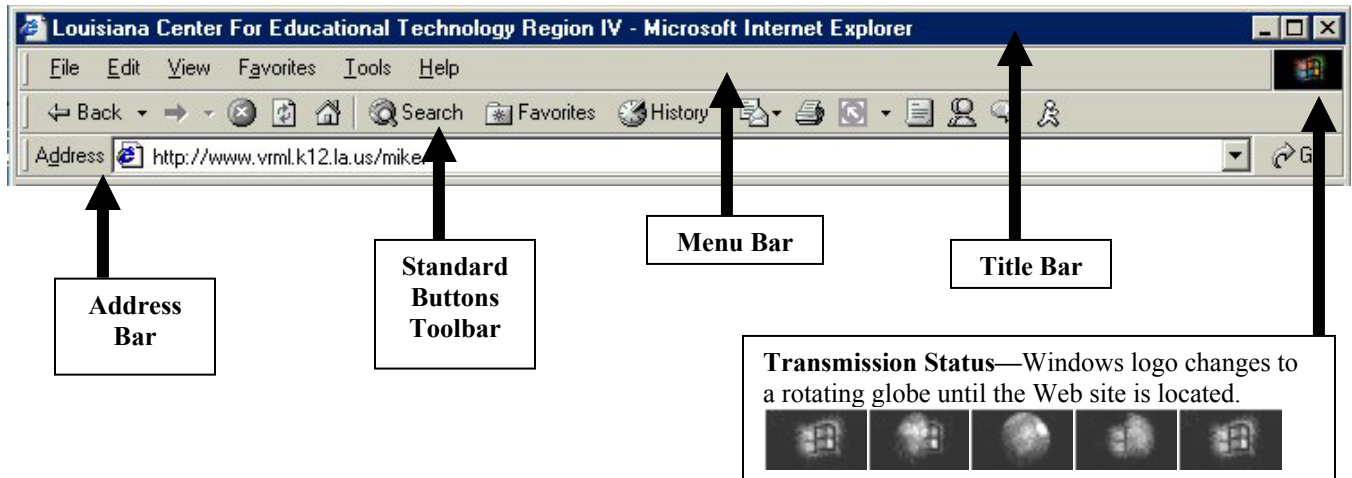 Louisiana Center For Educational Technology Region IV - Microsoft Internet Explorer
File Edit View Favorites Tools Help
Back Search Favorites History
Address http://www.vrml.k12.la.us/mike
Menu Bar
Title Bar
Standard
Buttons
Toolbar
Address
Bar
Transmission Status—Windows logo changes to
a rotating globe until the Web site is located.